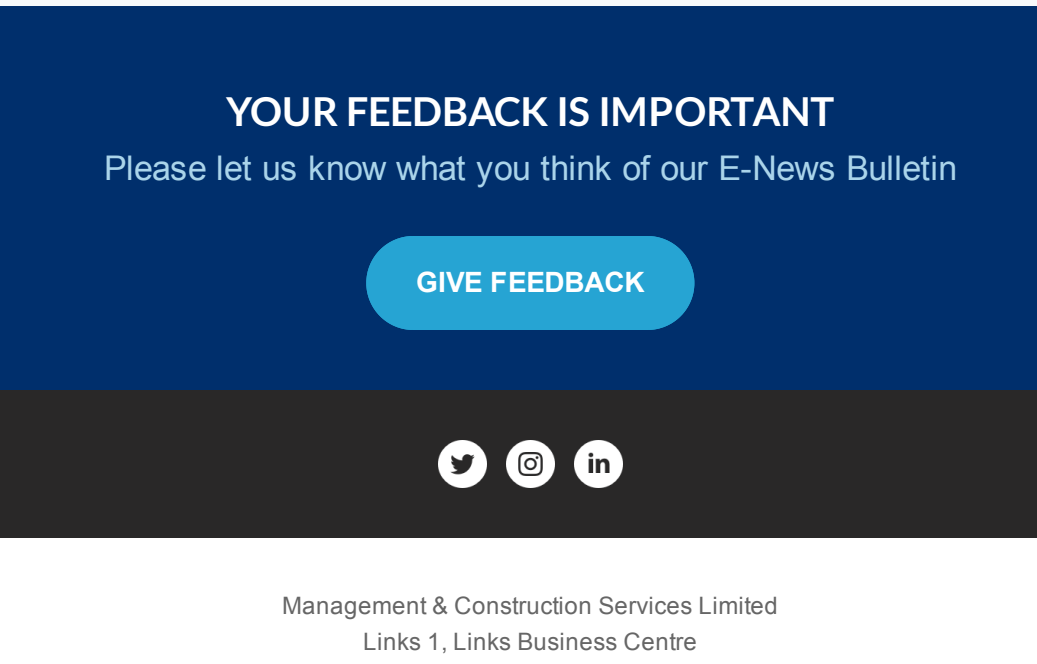 YOUR FEEDBACK IS IMPORTANT
Please let us know what you think of our E-News Bulletin
GIVE FEEDBACK
in
Management & Construction Services Limited
Links 1, Links Business Centre